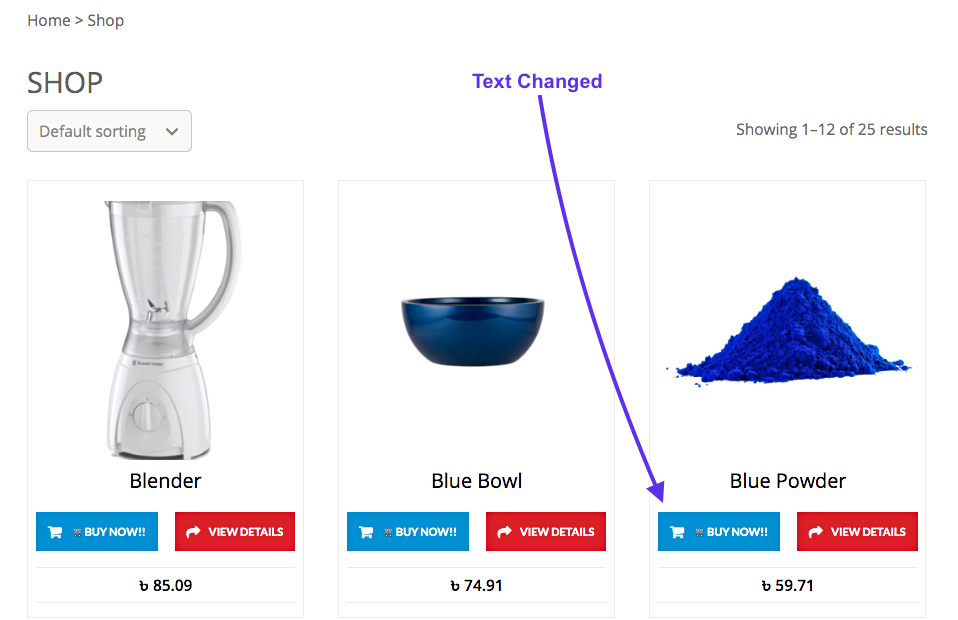 Home > Shop
SHOP
Text Changed
Default sorting
Showing 1–12 of 25 results
Blender
Blue Bowl
Blue Powder
BUY NOW!! VIEW DETAILS
BUY NOW!! VIEW DETAILS
BUY NOW!! VIEW DETAILS
৳ 85.09
৳ 74.91
৳ 59.71